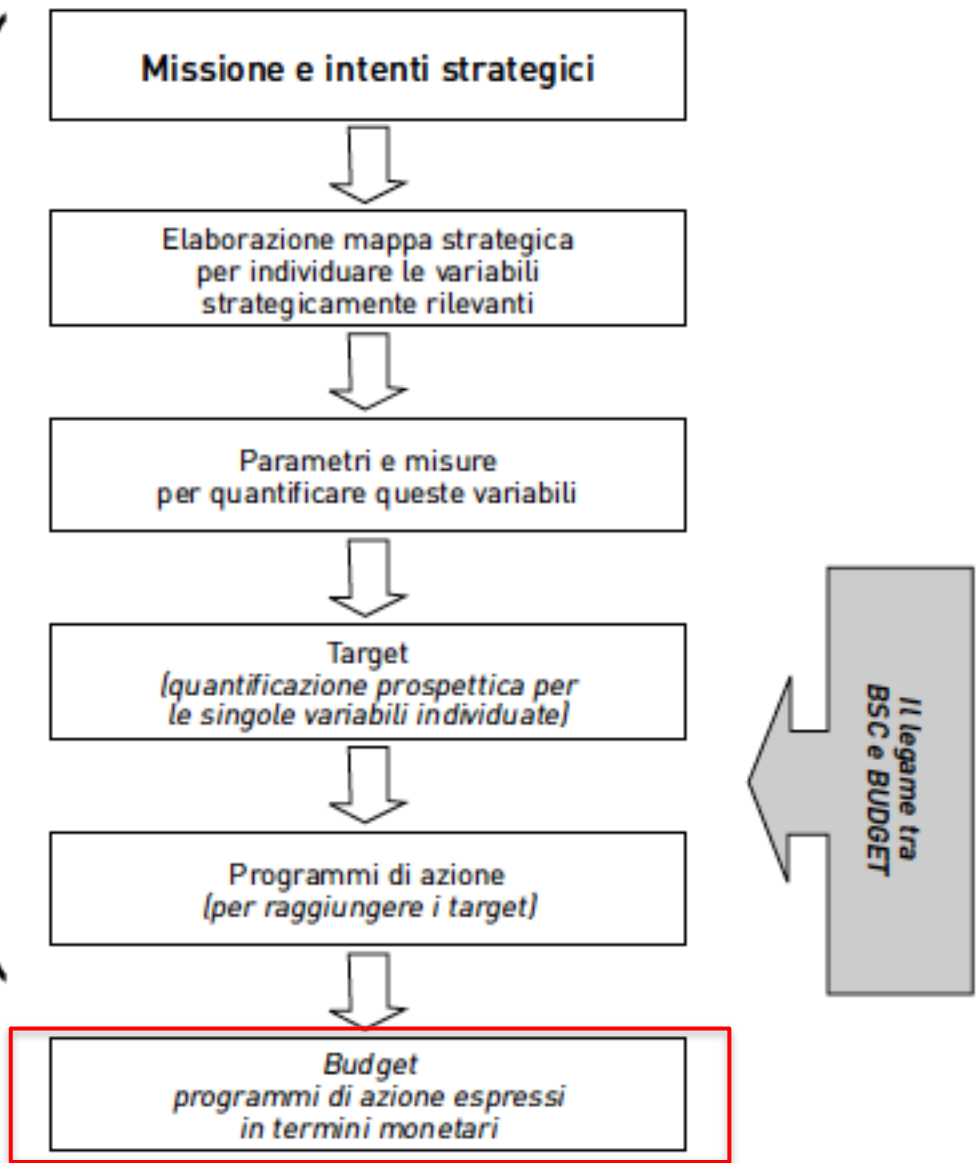 Missione e intenti strategici
Elaborazione mappa strategica
per individuare le variabili
strategicamente rilevanti
Parametri e misure
per quantificare queste variabili
Target
(quantificazione prospettica per
le singole variabili individuate)
Programmi di azione
(per raggiungere i target)
Il legame tra
BSC e BUDGET
Budget
programmi di azione espressi
in termini monetari